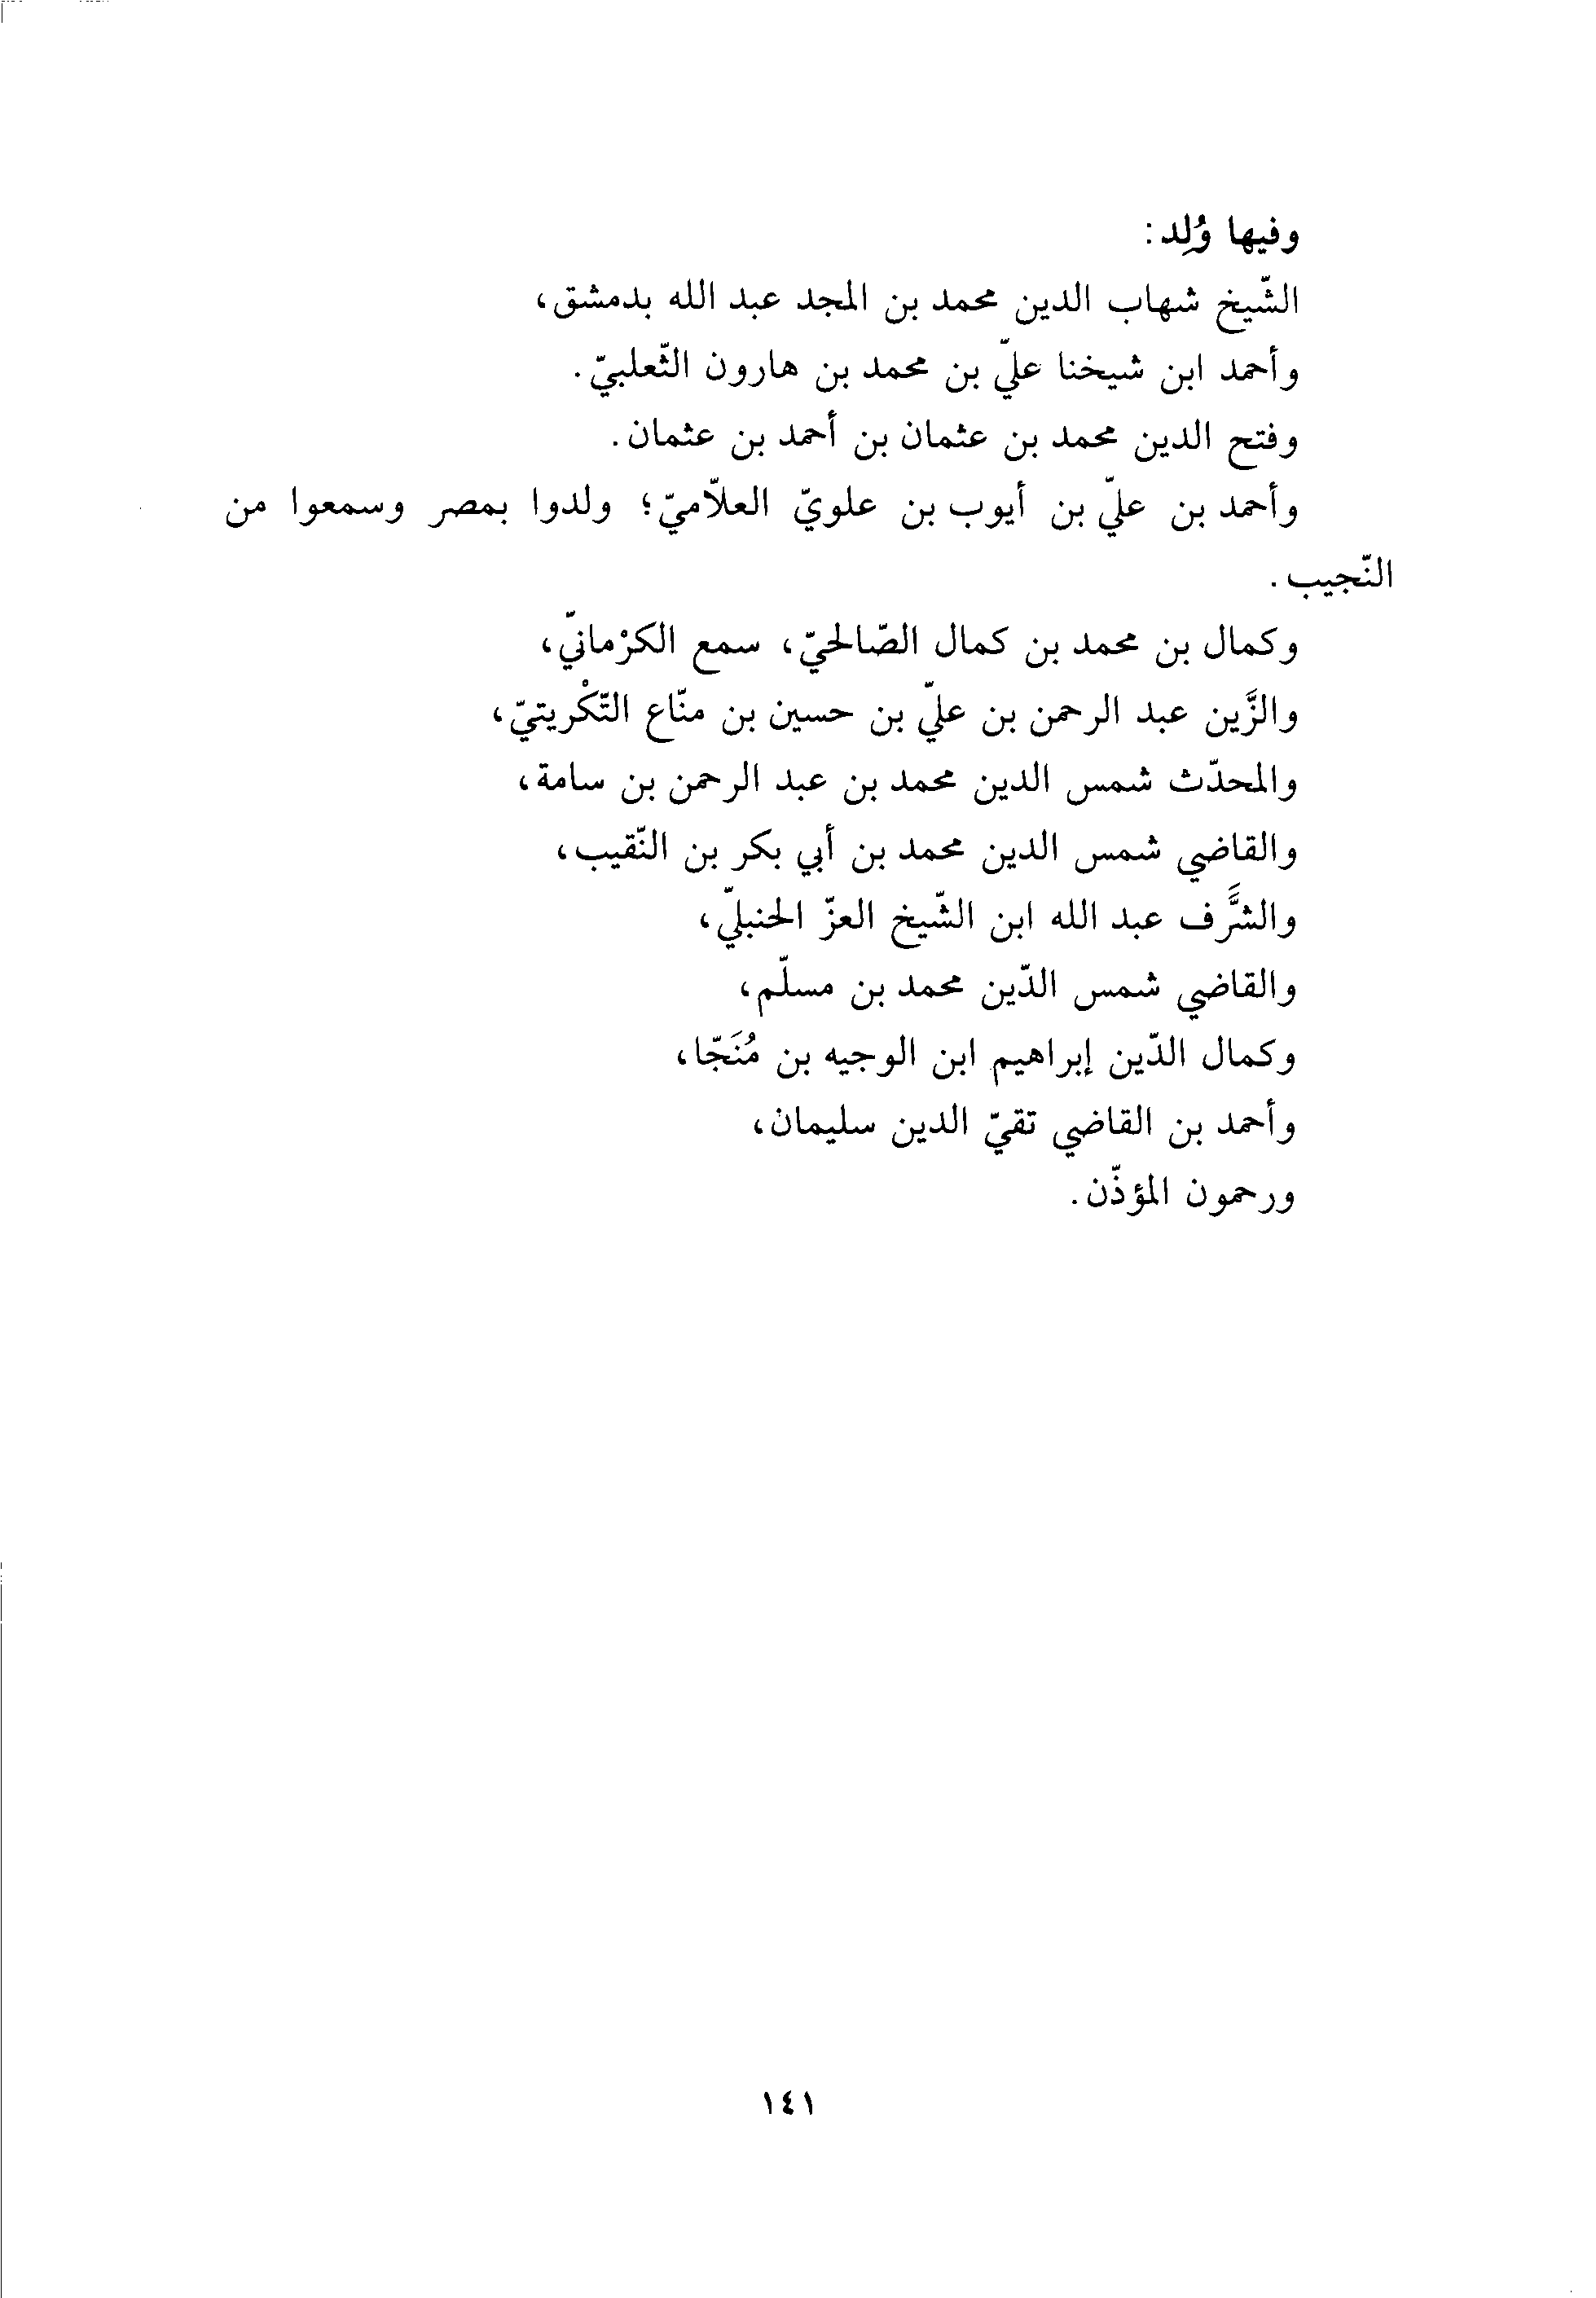 وفيها وُلِد:
الشّيخ شهاب الدين محمد بن المجد عبد الله بدمشق،
وأحمد ابن شيخنا عليّ بن محمد بن هارون الثّعلبيّ.
وفتح الدين محمد بن عثمان بن أحمد بن عثمان.
وأحمد بن عليّ بن أيوب بن علويّ العلاّميّ؛ ولدوا بمصر وسمعوا من
النّجيب.
وكمال بن محمد بن كمال الصّالحيّ، سمع الكرْمانيّ،
والزَّين عبد الرحمن بن عليّ بن حسين بن منّاع التّكْريتيّ،
والمحدّث شمس الدين محمد بن عبد الرحمن بن سامة،
والقاضي شمس الدين محمد بن أبي بكر بن النّقيب،
والشَّرَف عبد الله ابن الشّيخ العزّ الحنبليّ،
والقاضي شمس الدّين محمد بن مسلّم،
وكمال الدّين إبراهيم ابن الوجيه بن مُنَجّا،
وأحمد بن القاضي تقيّ الدين سليمان،
ورحمون المؤذّن.
١٤١